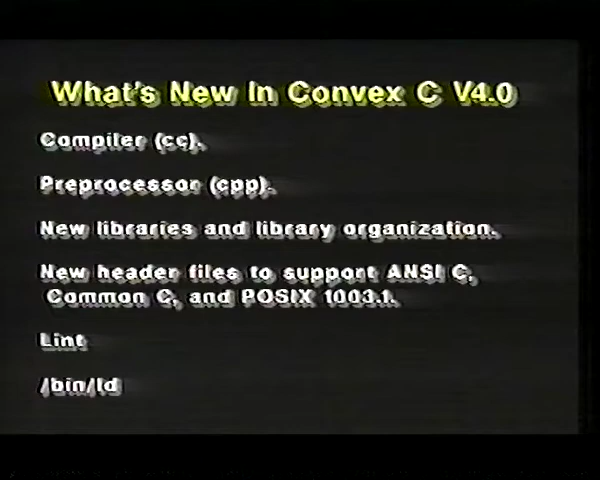 What's New In Convex C V4.0
Compiler (cc).
Preprocessor (cpp).
New libraries and library organization.
New header files to support ANSI C,
Common C, and POSIX 1003.1.
Lint
/bin/ld